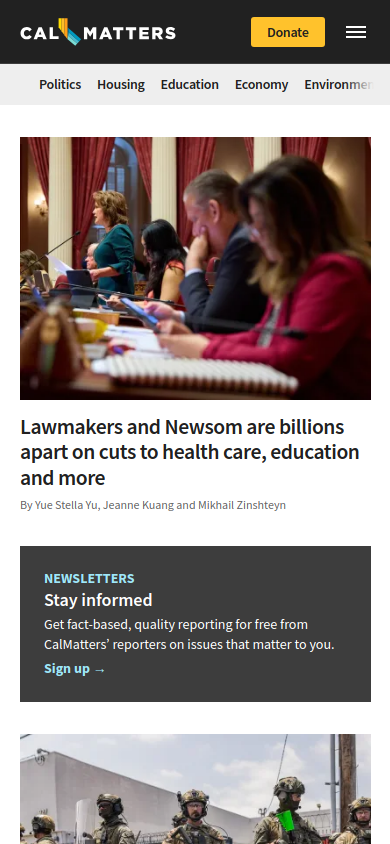 CAL MATTERS
Donate
Politics Housing Education Economy Environmen
Lawmakers and Newsom are billions
apart on cuts to health care, education
and more
By Yue Stella Yu, Jeanne Kuang and Mikhail Zinshteyn
NEWSLETTERS
Stay informed
Get fact-based, quality reporting for free from
CalMatters’ reporters on issues that matter to you.
Sign up →